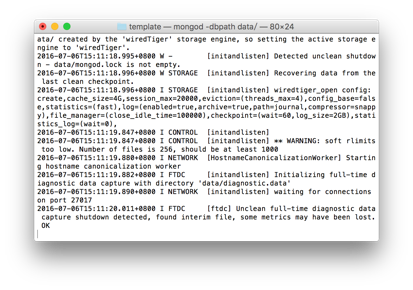 template — mongod -dbpath data/ — 80×24
ata/ created by the 'wiredTiger' storage engine, so setting the active storage e
ngine to 'wiredTiger'.
2016-07-06T15:11:18.995+0800 W -        [initandlisten] Detected unclean shutdow
n - data/mongod.lock is not empty.
2016-07-06T15:11:18.995+0800 W STORAGE  [initandlisten] Recovering data from the
 last clean checkpoint.
2016-07-06T15:11:18.996+0800 I STORAGE  [initandlisten] wiredtiger_open config:
create,cache_size=4G,session_max=20000,eviction=(threads_max=4),config_base=fals
e,statistics=(fast),log=(enabled=true,archive=true,path=journal,compressor=snapp
y),file_manager=(close_idle_time=100000),checkpoint=(wait=60,log_size=2GB),stati
stics_log=(wait=0),
2016-07-06T15:11:19.847+0800 I CONTROL  [initandlisten]
2016-07-06T15:11:19.847+0800 I CONTROL  [initandlisten] ** WARNING: soft rlimits
 too low. Number of files is 256, should be at least 1000
2016-07-06T15:11:19.880+0800 I NETWORK  [HostnameCanonicalizationWorker] Startin
g hostname canonicalization worker
2016-07-06T15:11:19.882+0800 I FTDC     [initandlisten] Initializing full-time d
iagnostic data capture with directory 'data/diagnostic.data'
2016-07-06T15:11:19.890+0800 I NETWORK  [initandlisten] waiting for connections
on port 27017
2016-07-06T15:11:20.011+0800 I FTDC     [ftdc] Unclean full-time diagnostic data
 capture shutdown detected, found interim file, some metrics may have been lost.
 OK